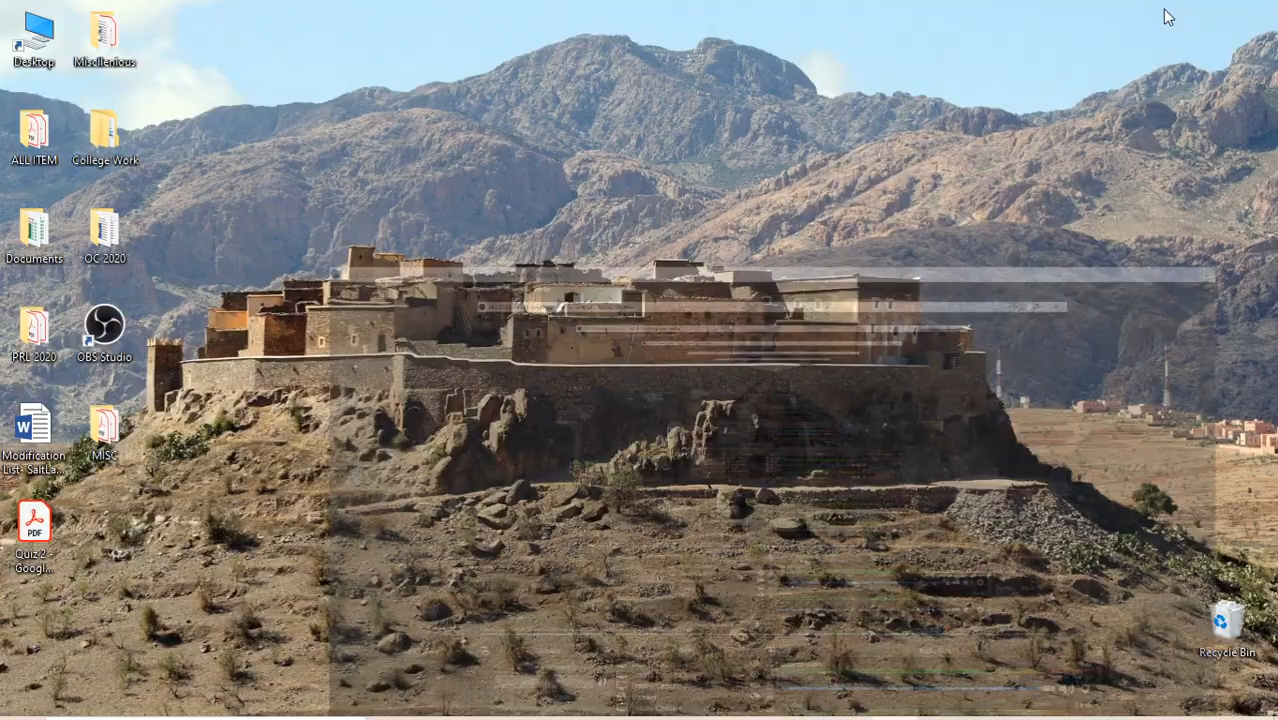 Desktop
Miscllenious
ALL ITEM
College Work
Documents
OC 2020
PRL 2020
OBS Studio
Modification
List- SaltLa...
MISC
PDF
Quiz 2 -
Googl...
Recycle Bin